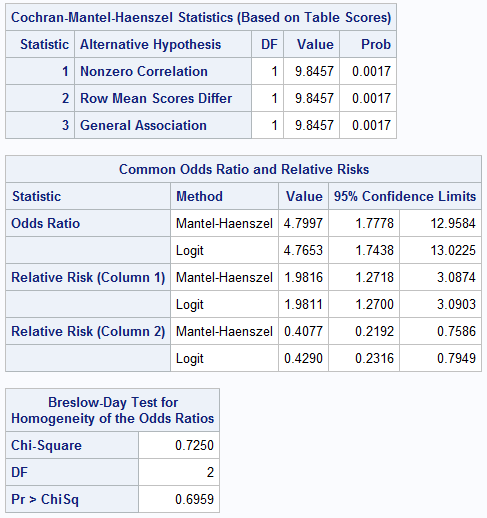 Cochran-Mantel-Haenszel Statistics (Based on Table Scores)
Statistic Alternative Hypothesis DF Value Prob
1 Nonzero Correlation 1 9.8457 0.0017
2 Row Mean Scores Differ 1 9.8457 0.0017
3 General Association 1 9.8457 0.0017
Common Odds Ratio and Relative Risks
Statistic Method Value 95% Confidence Limits
Odds Ratio Mantel-Haenszel 4.7997 1.7778 12.9584
Logit 4.7653 1.7438 13.0225
Relative Risk (Column 1) Mantel-Haenszel 1.9816 1.2718 3.0874
Logit 1.9811 1.2700 3.0903
Relative Risk (Column 2) Mantel-Haenszel 0.4077 0.2192 0.7586
Logit 0.4290 0.2316 0.7949
Breslow-Day Test for
Homogeneity of the Odds Ratios
Chi-Square 0.7250
DF 2
Pr > ChiSq 0.6959